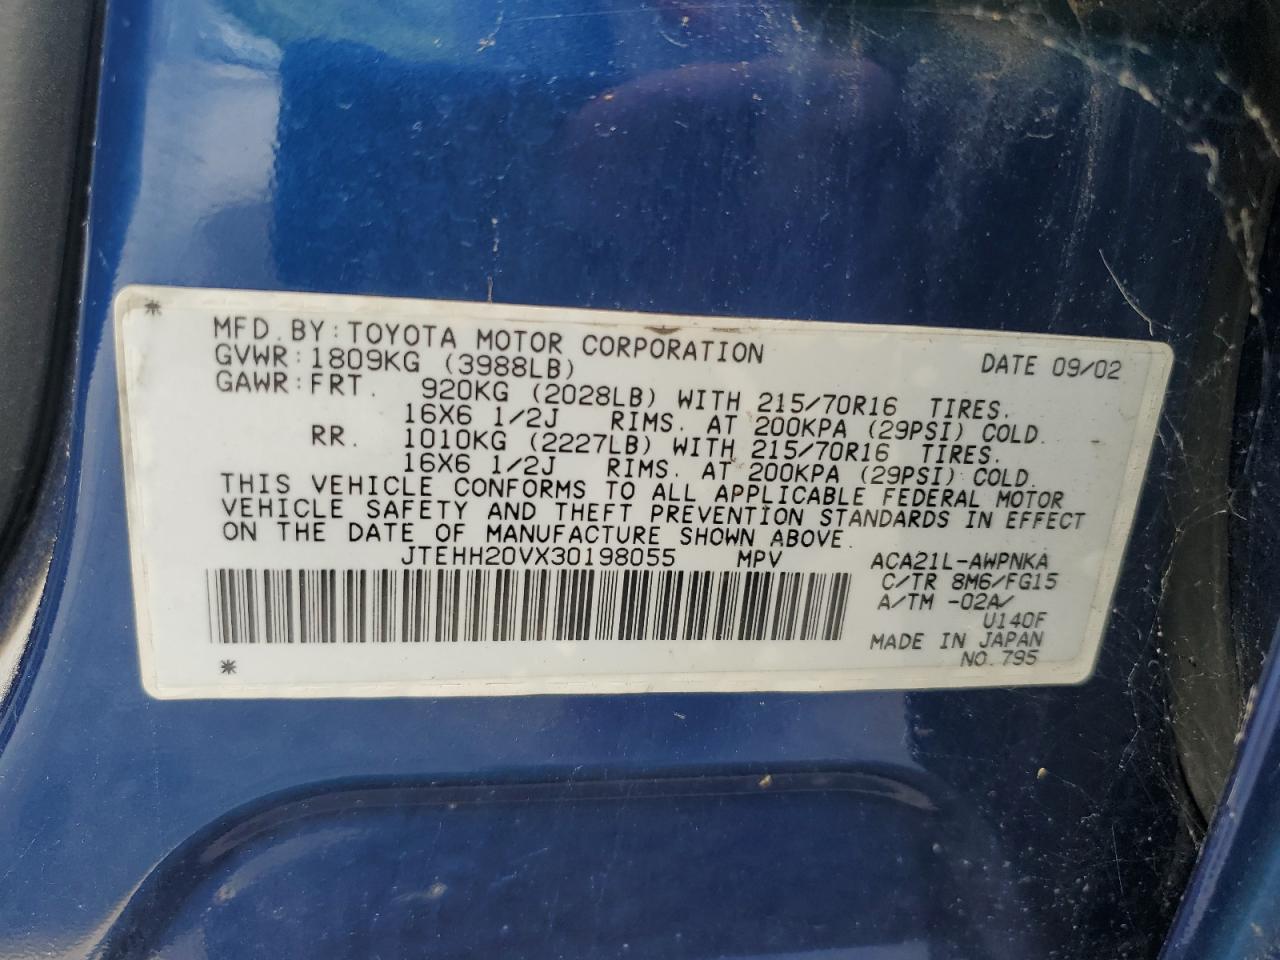 *
MFD. BY: TOYOTA MOTOR CORPORATION DATE 09/02
GVWR: 1809KG (3988LB)
GAWR: FRT. 920KG (2028LB) WITH 215/70R16 TIRES.
16X6 1/2J RIMS. AT 200KPA (29PSI) COLD.
RR. 1010KG (2227LB) WITH 215/70R16 TIRES.
16X6 1/2J RIMS. AT 200KPA (29PSI) COLD.
THIS VEHICLE CONFORMS TO ALL APPLICABLE FEDERAL MOTOR
VEHICLE SAFETY AND THEFT PREVENTION STANDARDS IN EFFECT
ON THE DATE OF MANUFACTURE SHOWN ABOVE.
JTEHH20VX30198055 MPV ACA21L-AWPNKA
C/TR 8M6/FG15
A/TM -02A/
U140F
MADE IN JAPAN
NO. 795
*